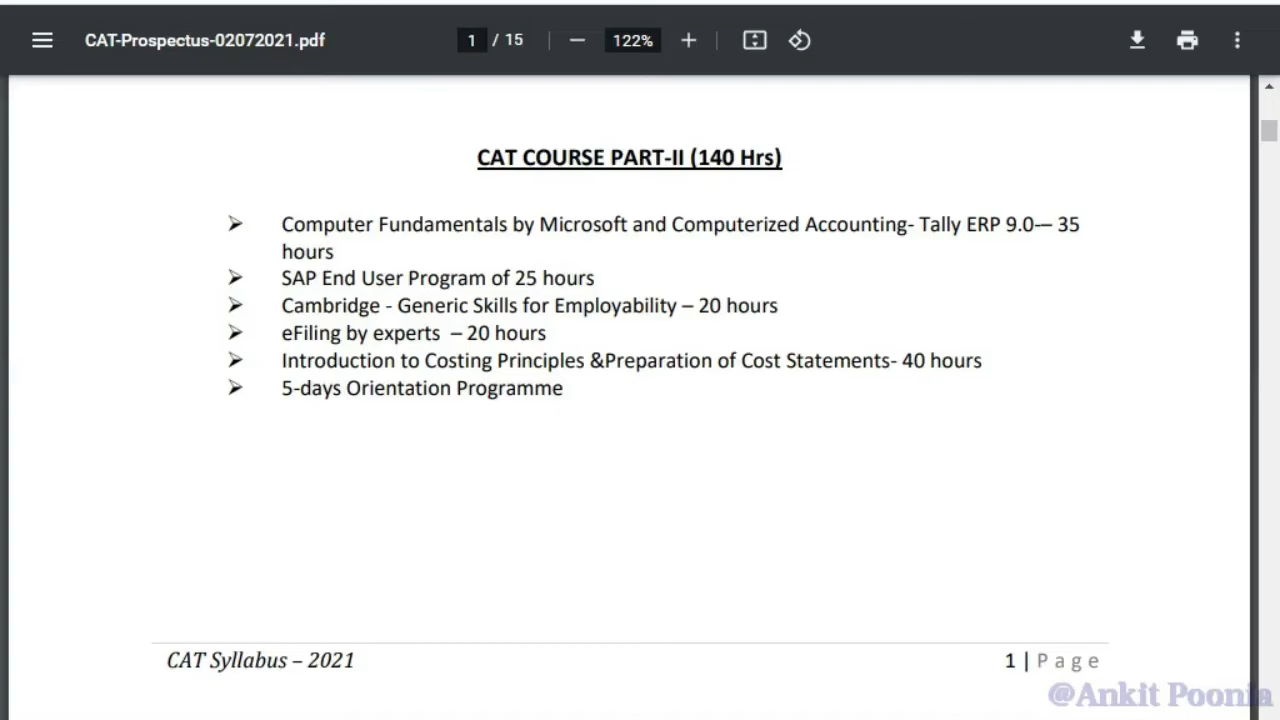 CAT-Prospectus-02072021.pdf
1 / 15
122%
CAT COURSE PART-II (140 Hrs)
Computer Fundamentals by Microsoft and Computerized Accounting- Tally ERP 9.0-– 35
hours
SAP End User Program of 25 hours
Cambridge - Generic Skills for Employability – 20 hours
eFiling by experts – 20 hours
Introduction to Costing Principles &Preparation of Cost Statements- 40 hours
5-days Orientation Programme
CAT Syllabus – 2021
1 | Page
@Ankit Poonia